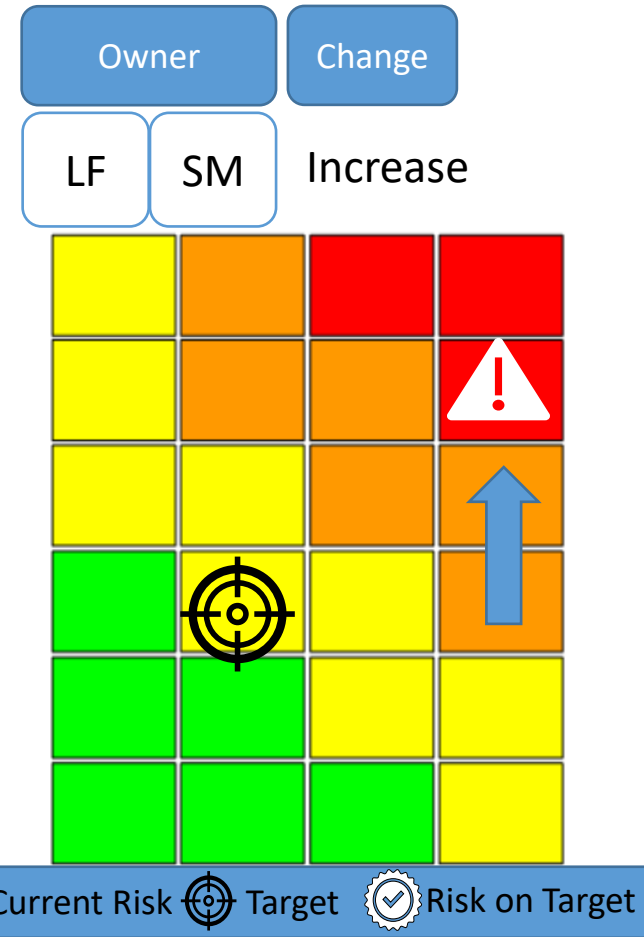 Owner
Change
LF
SM
Increase
Current Risk
Target
Risk on Target